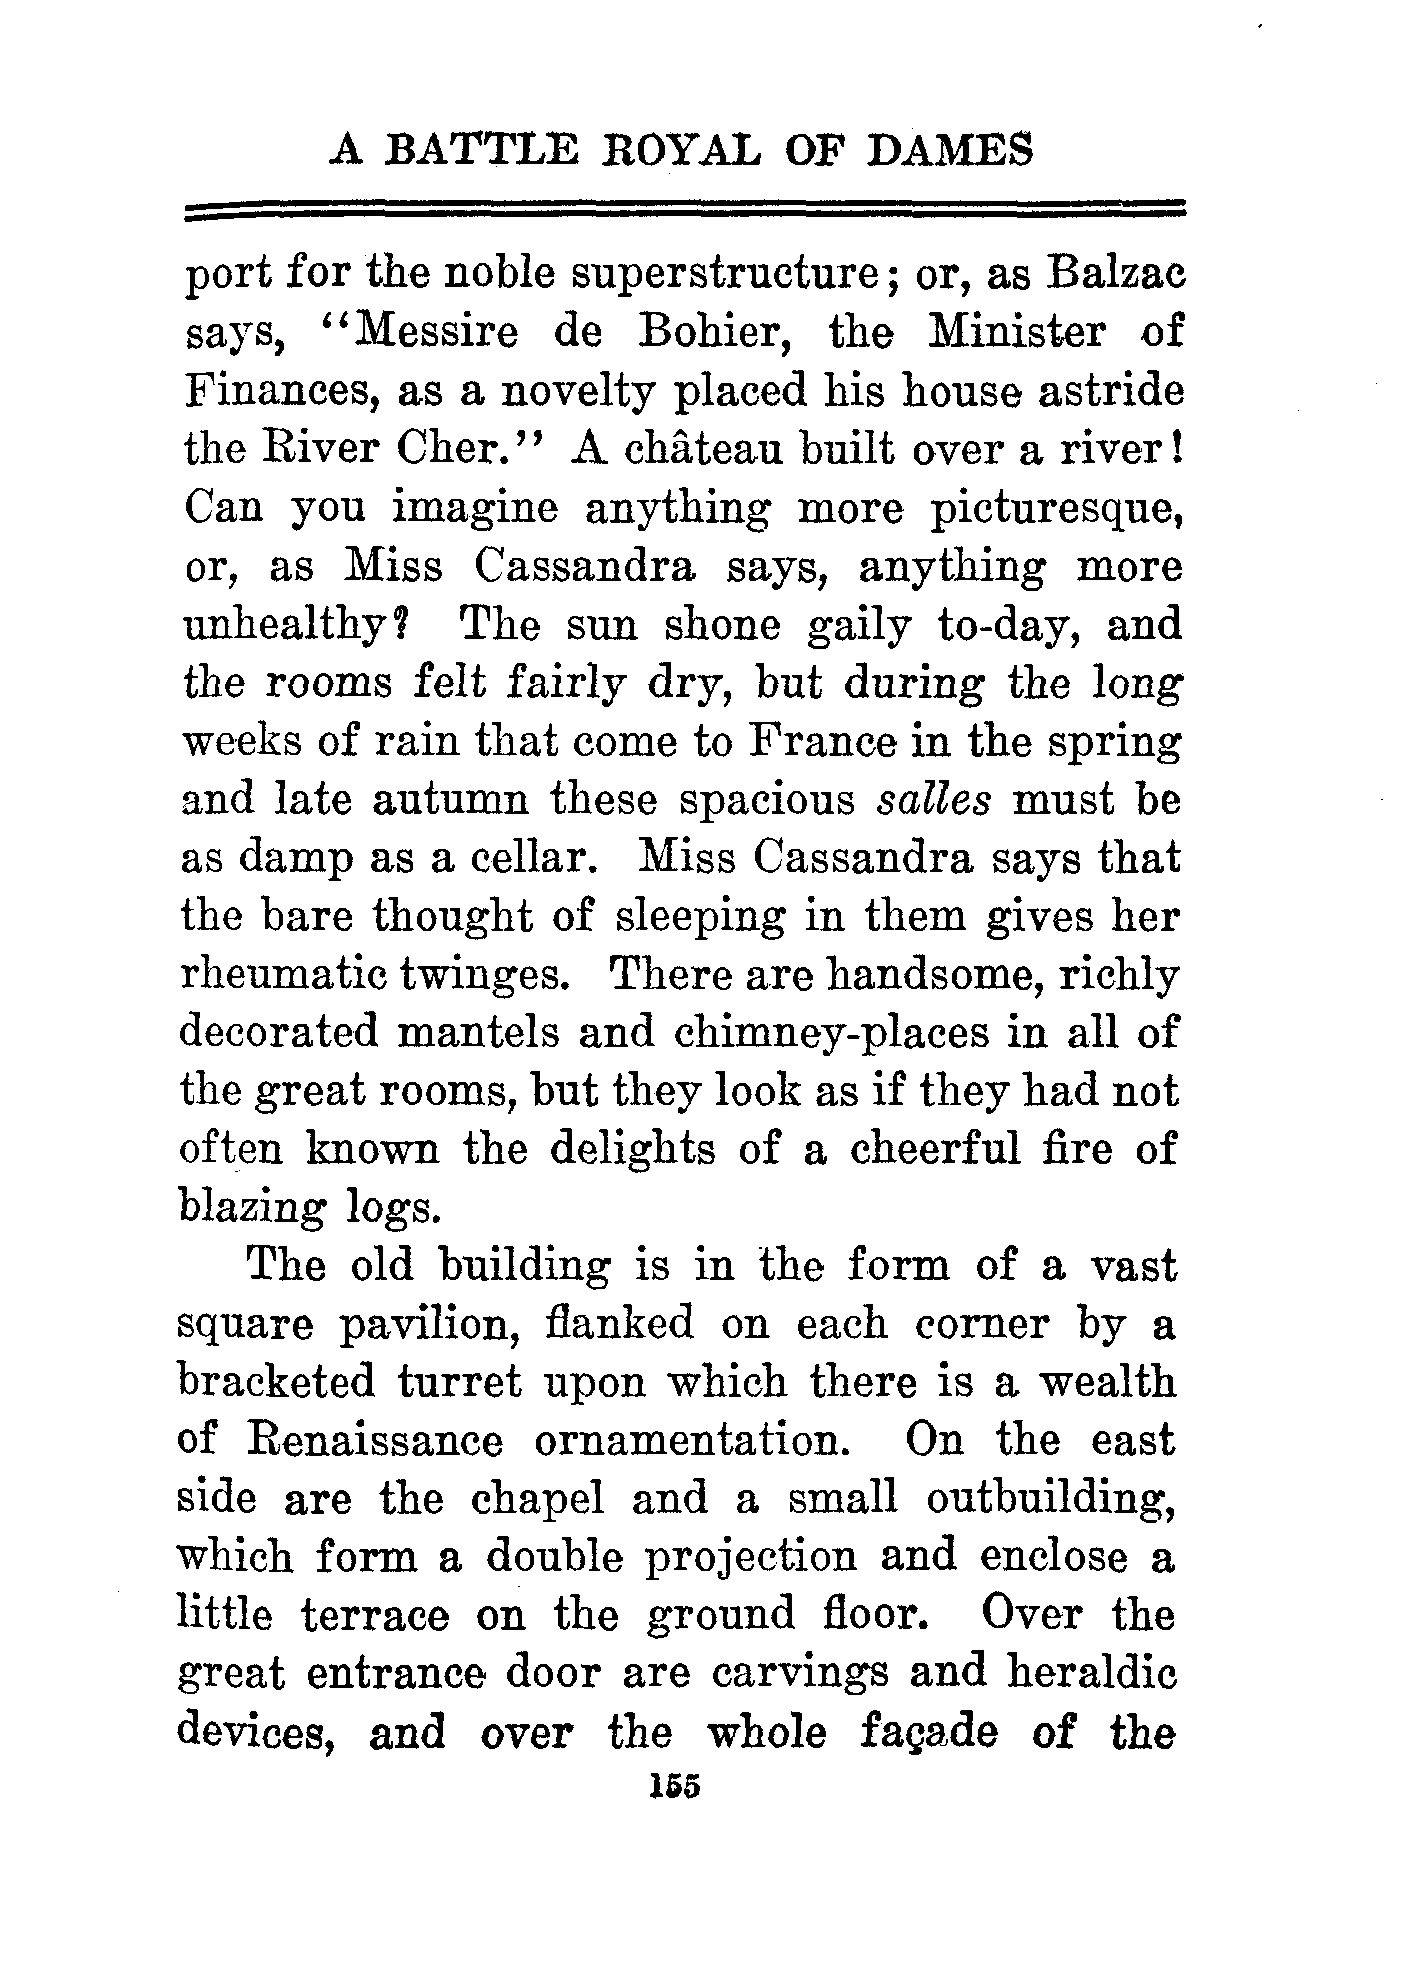 A BATTLE ROYAL OF DAMES
port for the noble superstructure; or, as Balzac
says, “Messire de Bohier, the Minister of
Finances, as a novelty placed his house astride
the River Cher.” A château built over a river!
Can you imagine anything more picturesque,
or, as Miss Cassandra says, anything more
unhealthy? The sun shone gaily to-day, and
the rooms felt fairly dry, but during the long
weeks of rain that come to France in the spring
and late autumn these spacious salles must be
as damp as a cellar. Miss Cassandra says that
the bare thought of sleeping in them gives her
rheumatic twinges. There are handsome, richly
decorated mantels and chimney-places in all of
the great rooms, but they look as if they had not
often known the delights of a cheerful fire of
blazing logs.
The old building is in the form of a vast
square pavilion, flanked on each corner by a
bracketed turret upon which there is a wealth
of Renaissance ornamentation. On the east
side are the chapel and a small outbuilding,
which form a double projection and enclose a
little terrace on the ground floor. Over the
great entrance door are carvings and heraldic
devices, and over the whole façade of the
155